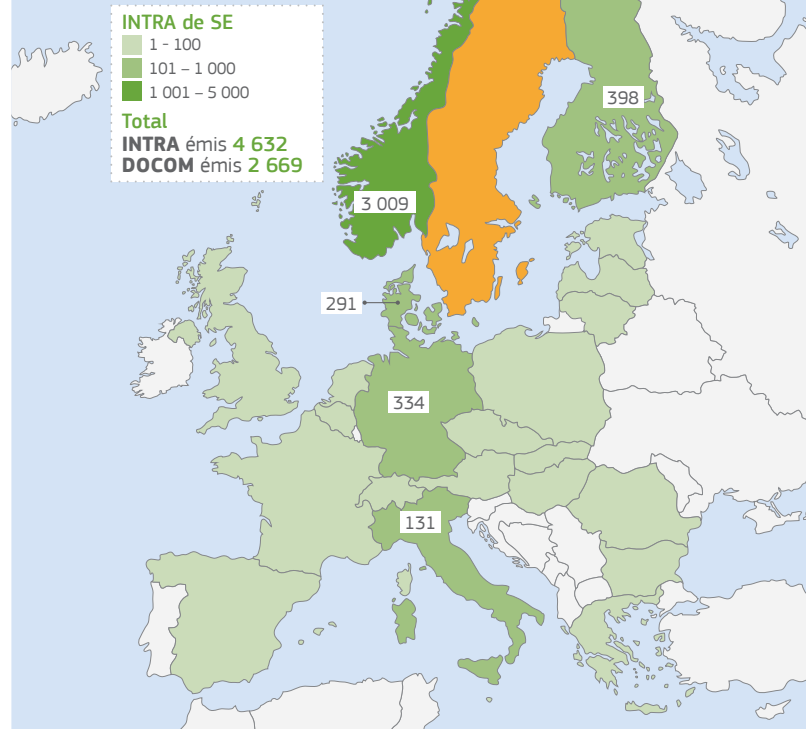 INTRA de SE
1 - 100
101 – 1 000
1 001 – 5 000
Total
INTRA émis 4 632
DOCOM émis 2 669
398
3 009
291
334
131